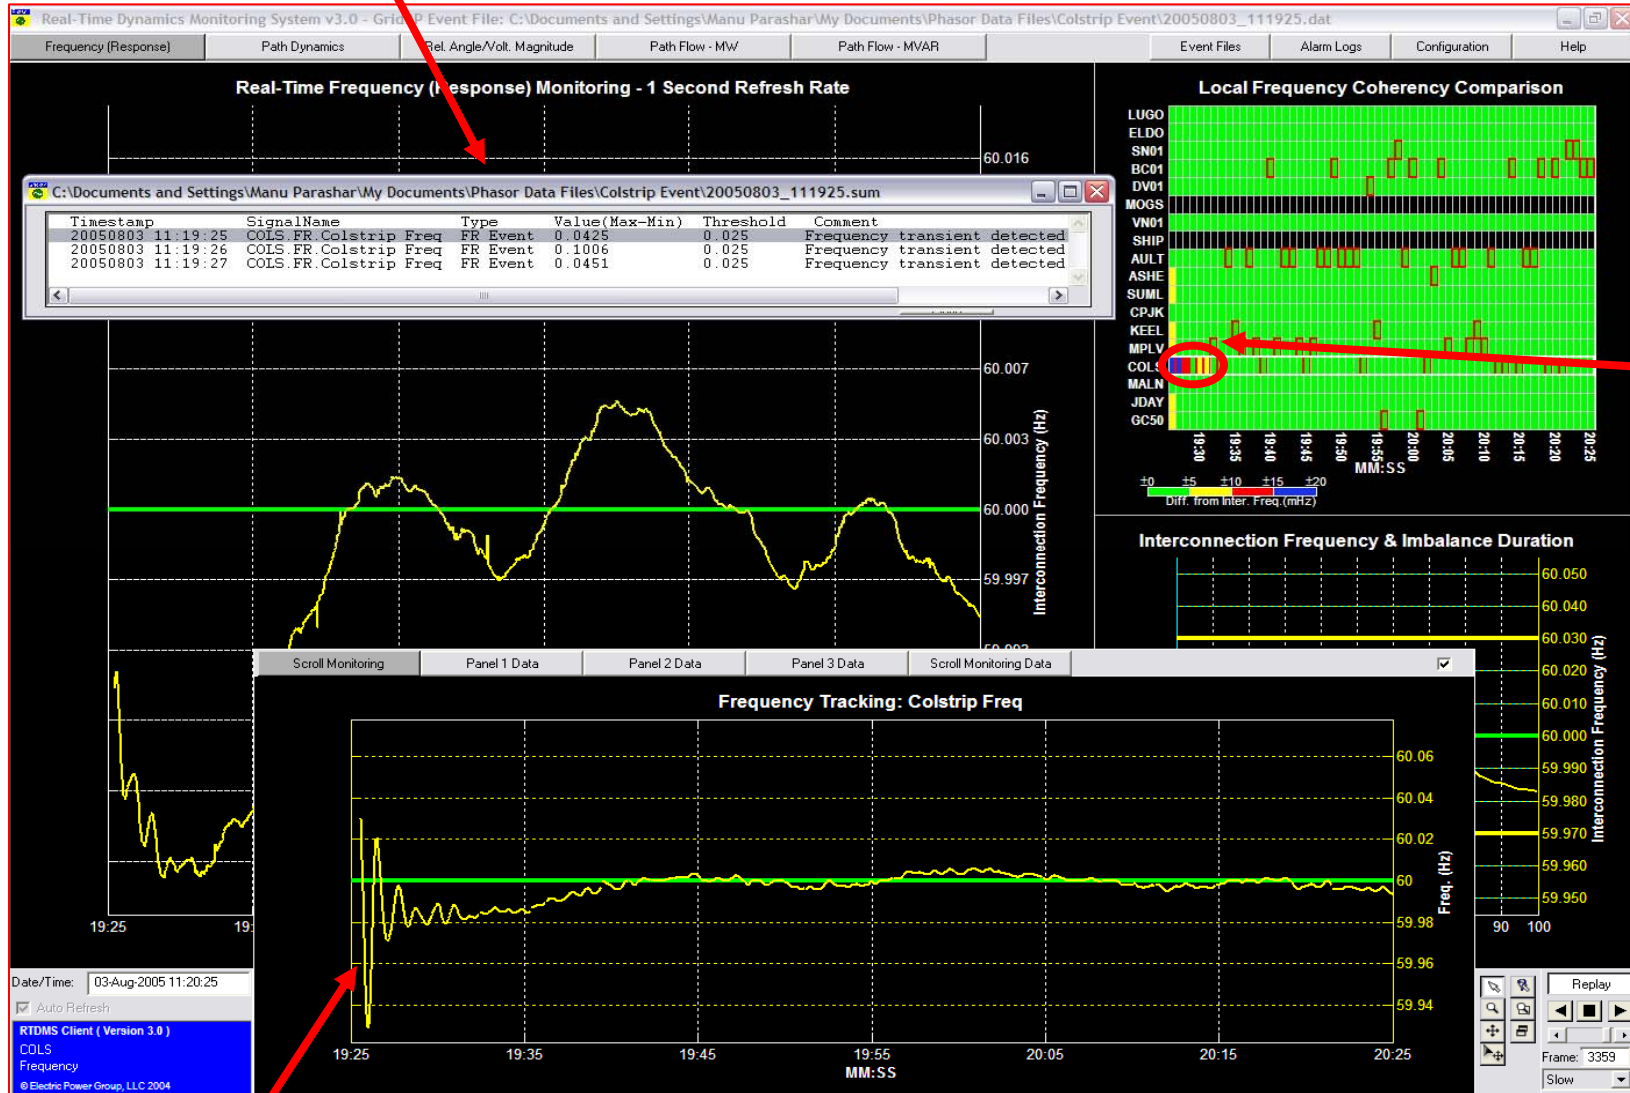 Real-Time Dynamics Monitoring System v3.0 - Grid P Event File: C:\Documents and Settings\Manu Parashar\My Documents\Phasor Data Files\Colstrip Event\20050803_111925.dat
Frequency (Response) Path Dynamics Rel. Angle/Volt. Magnitude Path Flow - MW Path Flow - MVAR Event Files Alarm Logs Configuration Help
Real-Time Frequency (Response) Monitoring - 1 Second Refresh Rate
60.016
C:\Documents and Settings\Manu Parashar\My Documents\Phasor Data Files\Colstrip Event\20050803_111925.sum
Timestamp SignalName Type Value(Max-Min) Threshold Comment
20050803 11:19:25 COLS.FR.Colstrip Freq FR Event 0.0425 0.025 Frequency transient detected
20050803 11:19:26 COLS.FR.Colstrip Freq FR Event 0.1006 0.025 Frequency transient detected
20050803 11:19:27 COLS.FR.Colstrip Freq FR Event 0.0451 0.025 Frequency transient detected
60.007
60.003
60.000
59.997
Interconnection Frequency (Hz)
19:25
Local Frequency Coherency Comparison
LUGO
ELDO
SN01
BC01
DV01
MOGS
VN01
SHIP
AULT
ASHE
SUML
CPJK
KEEL
MPLV
COLS
MALN
JDAY
GC50
19:30 19:35 19:40 19:45 19:50 19:55 20:00 20:05 20:10 20:15 20:20 20:25
MM:SS
±0 ±5 ±10 ±15 ±20
Diff. from Inter. Freq.(mHz)
Interconnection Frequency & Imbalance Duration
60.050
60.040
60.030
60.020
60.010
60.000
59.990
59.980
59.970
59.960
59.950
Interconnection Frequency (Hz)
90 100
Scroll Monitoring Panel 1 Data Panel 2 Data Panel 3 Data Scroll Monitoring Data
Frequency Tracking: Colstrip Freq
60.06
60.04
60.02
60
59.98
59.96
59.94
Freq. (Hz)
19:25 19:35 19:45 19:55 20:05 20:15 20:25
MM:SS
Date/Time: 03-Aug-2005 11:20:25
Auto Refresh
RTDMS Client ( Version 3.0 )
COLS
Frequency
© Electric Power Group, LLC 2004
Replay
Frame: 3359
Slow